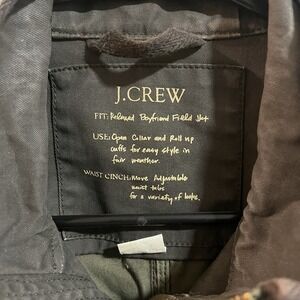 J.CREW
FIT: Relaxed Boyfriend Field Jkt
USE: Open Collar and Roll up
cuffs for easy style in
fair weather.
WAIST CINCH: Move Adjustable
waist tabs
for a variety of looks.